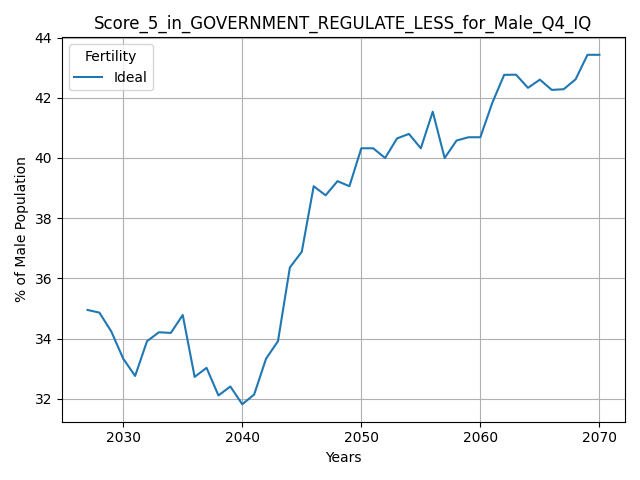 Score_5_in_GOVERNMENT_REGULATE_LESS_for_Male_Q4_IQ
44
42
40
38
36
34
32
% of Male Population
Fertility
Ideal
2030 2040 2050 2060 2070
Years